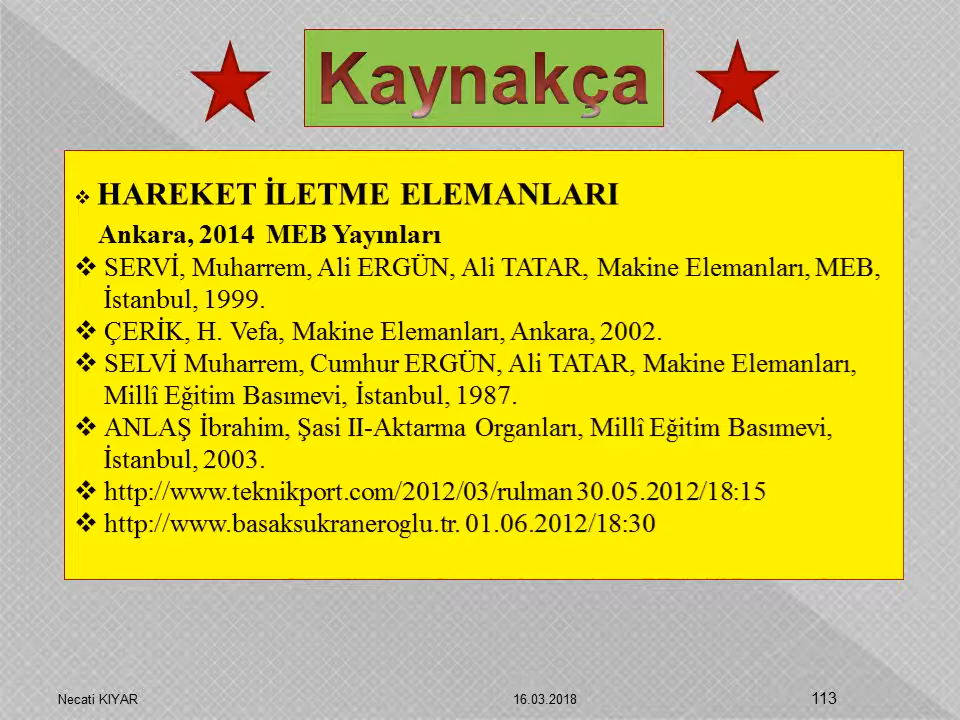 Kaynakça
❖ HAREKET İLETME ELEMANLARI
Ankara, 2014 MEB Yayınları
❖ SERVİ, Muharrem, Ali ERGÜN, Ali TATAR, Makine Elemanları, MEB,
İstanbul, 1999.
❖ ÇERİK, H. Vefa, Makine Elemanları, Ankara, 2002.
❖ SELVİ Muharrem, Cumhur ERGÜN, Ali TATAR, Makine Elemanları,
Millî Eğitim Basımevi, İstanbul, 1987.
❖ ANLAŞ İbrahim, Şasi II-Aktarma Organları, Millî Eğitim Basımevi,
İstanbul, 2003.
❖ http://www.teknikport.com/2012/03/rulman 30.05.2012/18:15
❖ http://www.basaksukraneroglu.tr. 01.06.2012/18:30
Necati KIYAR 16.03.2018 113